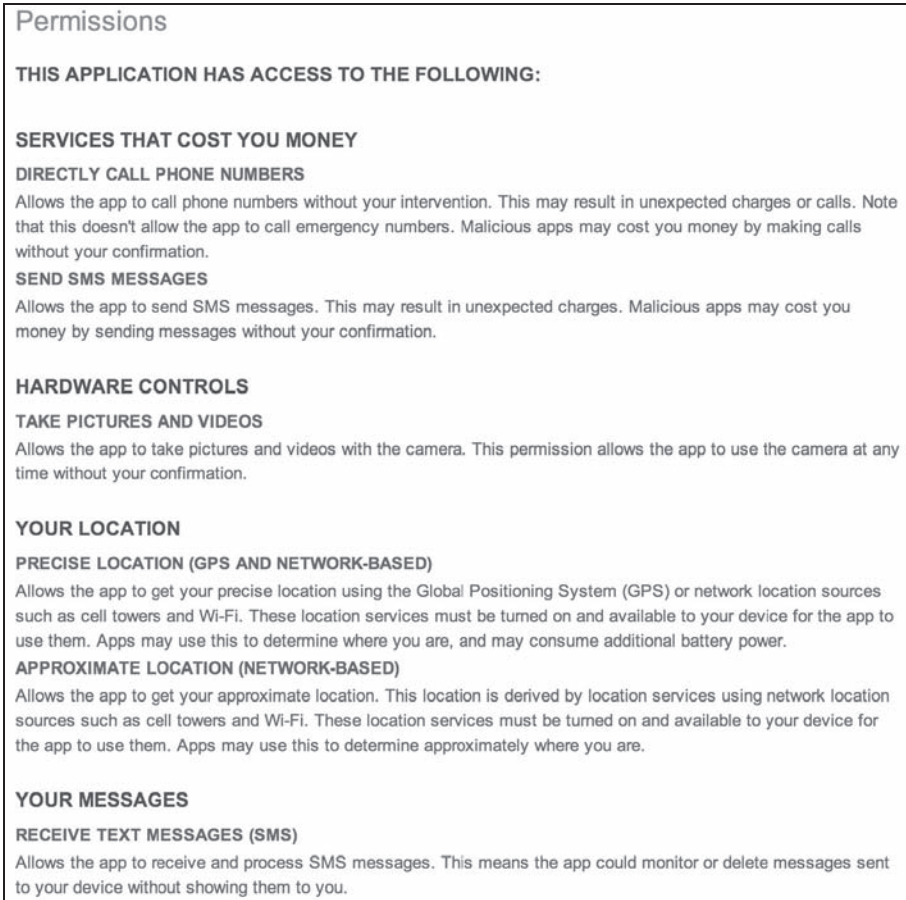 Permissions
THIS APPLICATION HAS ACCESS TO THE FOLLOWING:
SERVICES THAT COST YOU MONEY
DIRECTLY CALL PHONE NUMBERS
Allows the app to call phone numbers without your intervention. This may result in unexpected charges or calls. Note
that this doesn't allow the app to call emergency numbers. Malicious apps may cost you money by making calls
without your confirmation.
SEND SMS MESSAGES
Allows the app to send SMS messages. This may result in unexpected charges. Malicious apps may cost you
money by sending messages without your confirmation.
HARDWARE CONTROLS
TAKE PICTURES AND VIDEOS
Allows the app to take pictures and videos with the camera. This permission allows the app to use the camera at any
time without your confirmation.
YOUR LOCATION
PRECISE LOCATION (GPS AND NETWORK-BASED)
Allows the app to get your precise location using the Global Positioning System (GPS) or network location sources
such as cell towers and Wi-Fi. These location services must be turned on and available to your device for the app to
use them. Apps may use this to determine where you are, and may consume additional battery power.
APPROXIMATE LOCATION (NETWORK-BASED)
Allows the app to get your approximate location. This location is derived by location services using network location
sources such as cell towers and Wi-Fi. These location services must be turned on and available to your device for
the app to use them. Apps may use this to determine approximately where you are.
YOUR MESSAGES
RECEIVE TEXT MESSAGES (SMS)
Allows the app to receive and process SMS messages. This means the app could monitor or delete messages sent
to your device without showing them to you.